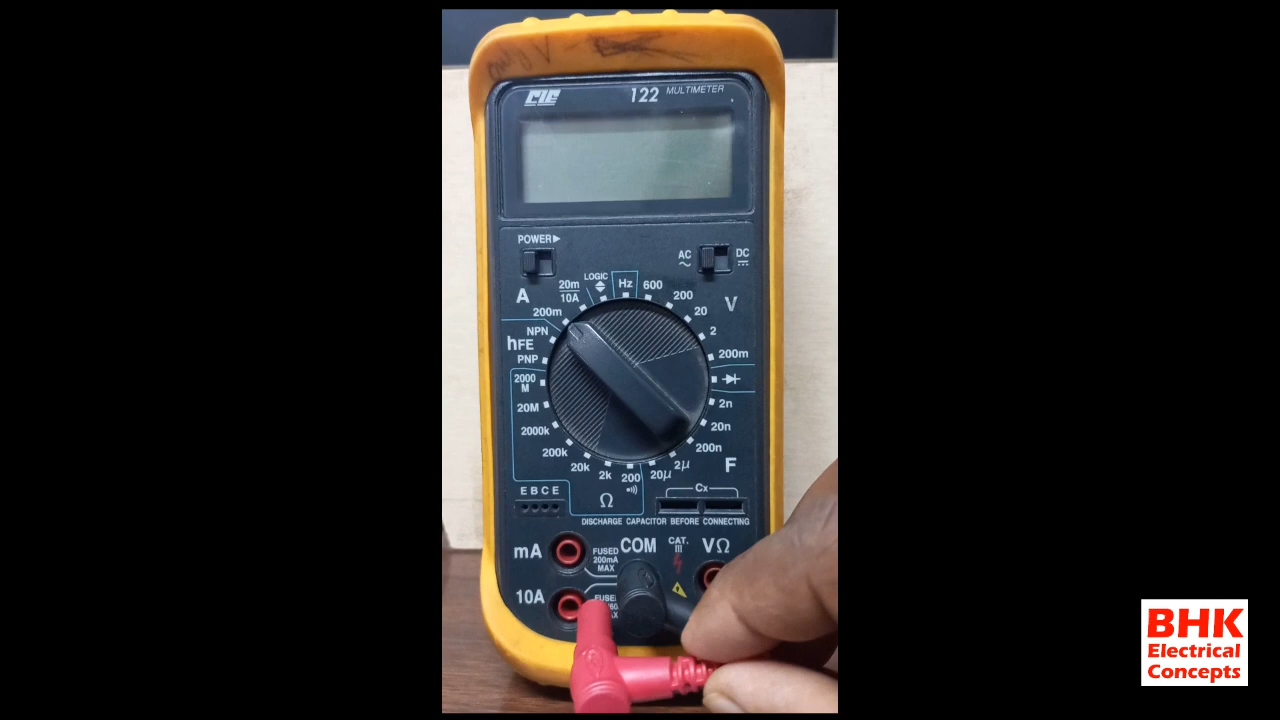 only V -
CIE 122 MULTIMETER
POWER▶
AC DC
A
20m
10A
LOGIC
Hz
600
200
20
2
200m
V
200m
NPN
hFE
PNP
2000
M
20M
2000k
200k
20k
2k
200
Ω
2n
20n
200n
2µ
20µ
F
E B C E
Cx
DISCHARGE CAPACITOR BEFORE CONNECTING
mA
FUSED
200mA
MAX
COM
CAT.
III
VΩ
10A
BHK
Electrical
Concepts